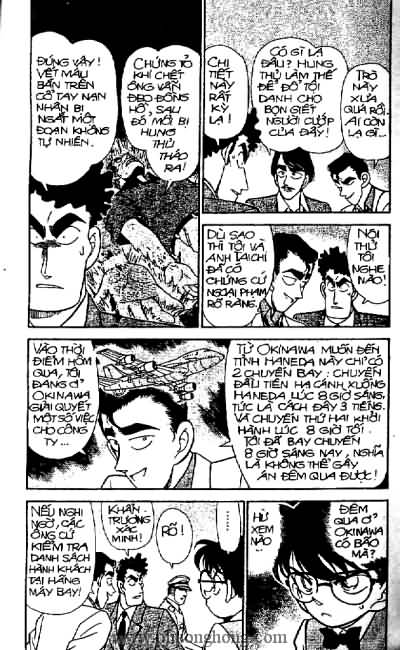 TRÒ
NÀY
XƯA
QUÁ RỒI,
AI CÒN
LẠ GÌ...
CÓ GÌ LẠ
ĐÂU? HUNG
THỦ LÀM THẾ
ĐỂ ĐỔ TỘI
DANH CHO
BỌN GIẾT
NGƯỜI CƯỚP
CỦA ĐẤY!
CHI
TIẾT
NÀY
RẤT
KỲ
LẠ!
CHỨNG TỎ
KHI CHẾT
ÔNG VẪN
ĐEO ĐỒNG
HỒ, SAU
ĐÓ MỚI BỊ
HUNG
THỦ
THÁO
RA!
ĐÚNG VẬY!
VẾT MÁU
BẮN TRÊN
CỔ TAY NẠN
NHÂN BỊ
NGẮT MỘT
ĐOẠN KHÔNG
TỰ NHIÊN.
NÓI
THỬ
TÔI
NGHE
NÀO!
DÙ SAO
THÌ TÔI VÀ
ANH TAICHI
ĐÃ CÓ
CHỨNG CỨ
NGOẠI PHẠM
RÕ RÀNG.
TỪ OKINAWA MUỐN ĐẾN
TỈNH HANEDA NÀY CHỈ CÓ
2 CHUYẾN BAY: CHUYẾN
ĐẦU TIÊN HẠ CÁNH XUỐNG
HANEDA LÚC 8 GIỜ SÁNG,
TỨC LÀ CÁCH ĐÂY 3 TIẾNG.
VÀ CHUYẾN THỨ HAI KHỞI
HÀNH LÚC 8 GIỜ TỐI.
TÔI ĐÃ BAY CHUYẾN
8 GIỜ SÁNG NAY, NGHĨA
LÀ KHÔNG THỂ GÂY
ÁN ĐÊM QUA ĐƯỢC!
VÀO THỜI
ĐIỂM HÔM
QUA, TÔI
ĐANG Ở
OKINAWA
GIẢI QUYẾT
MỘT SỐ VIỆC
CHO CÔNG
TY...
ĐÊM
QUA Ở
OKINAWA
CÓ BÃO
MÀ?
HỪ
XEM
NÀO
...
......
RÕ!
KHẨN
TRƯƠNG
XÁC
MINH!
NẾU NGHI
NGỜ, CÁC
ÔNG CỨ
KIỂM TRA
DANH SÁCH
HÀNH KHÁCH
TẠI HÃNG
MÁY BAY!